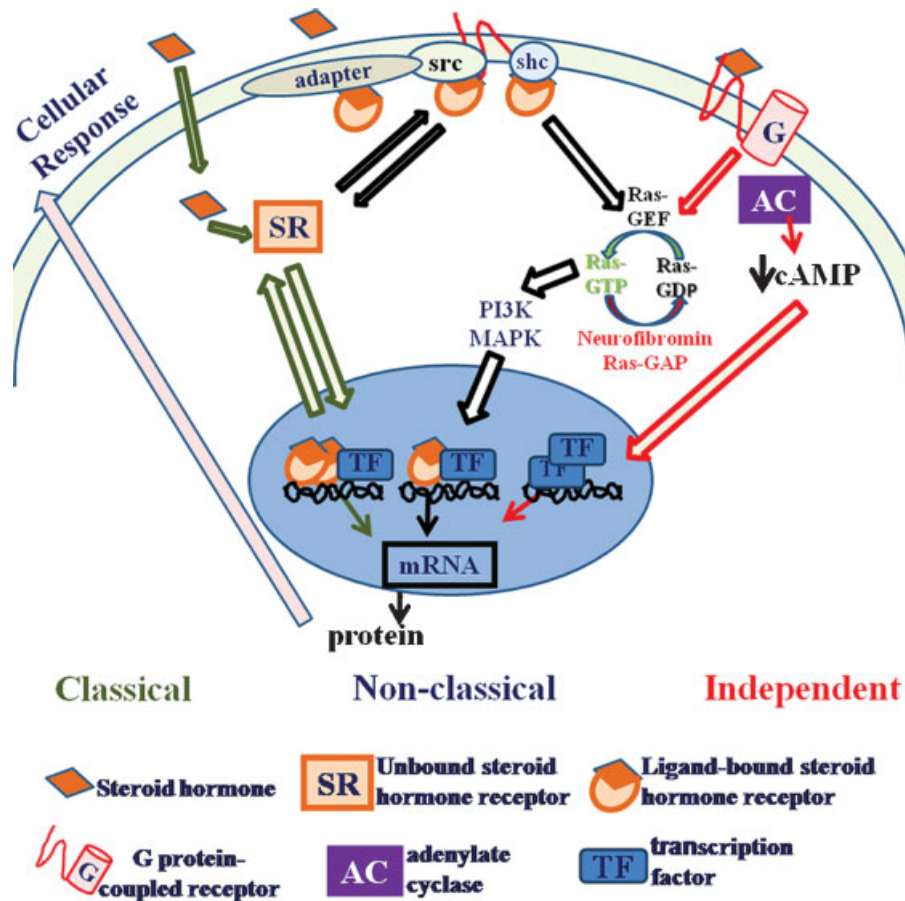 Cellular
Response
adapter
src
shc
G
SR
Ras-
GEF
AC
Ras-
GTP
Ras-
GDP
cAMP
PI3K
MAPK
Neurofibromin
Ras-GAP
TF
TF
TF
TF
mRNA
protein
Classical
Non-classical
Independent
Steroid hormone
SR
Unbound steroid
hormone receptor
Ligand-bound steroid
hormone receptor
G
G protein-
coupled receptor
AC
adenylate
cyclase
TF
transcription
factor